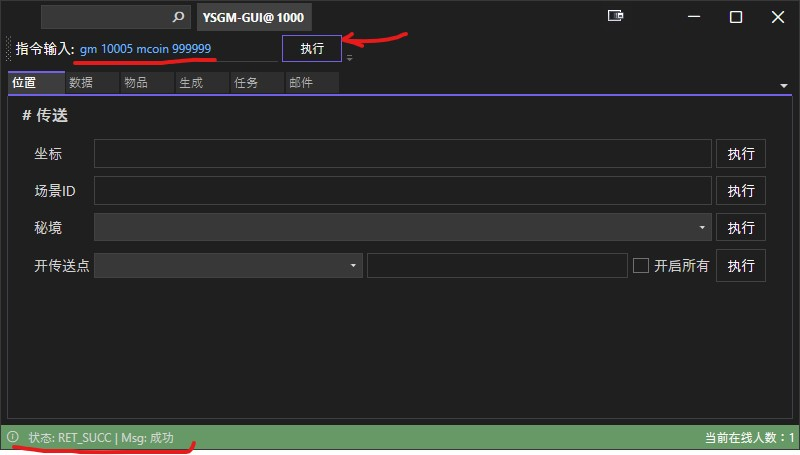 YSGM-GUI@1000
指令输入: gm 10005 mcoin 999999 执行
位置 数据 物品 生成 任务 邮件
# 传送
坐标 执行
场景ID 执行
秘境 执行
开传送点 开启所有 执行
状态: RET_SUCC | Msg: 成功 当前在线人数：1